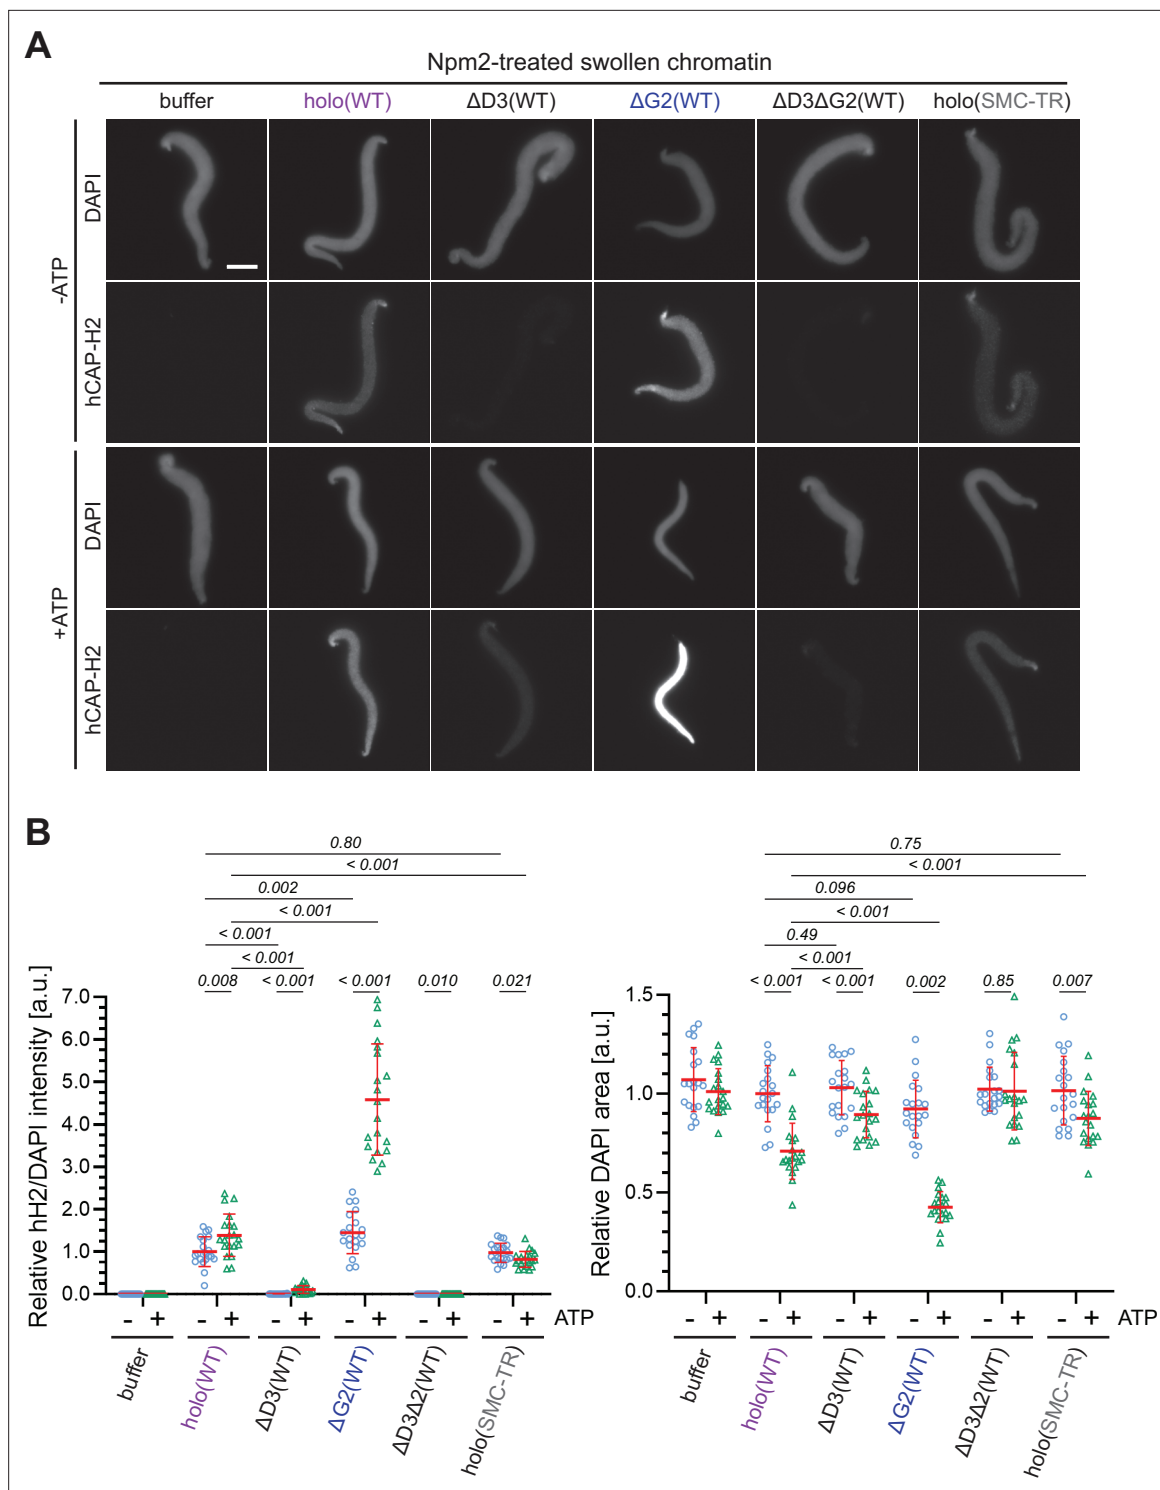 A
Npm2-treated swollen chromatin
buffer holo(WT) ΔD3(WT) ΔG2(WT) ΔD3ΔG2(WT) holo(SMC-TR)
-ATP
DAPI
hCAP-H2
+ATP
DAPI
hCAP-H2
B
0.80
< 0.001
0.002
< 0.001
< 0.001
< 0.001
0.008 < 0.001 < 0.001 0.010 0.021
Relative hH2/DAPI intensity [a.u.]
7.0
6.0
5.0
4.0
3.0
2.0
1.0
0.0
- + - + - + - + - + - + ATP
buffer
holo(WT)
ΔD3(WT)
ΔG2(WT)
ΔD3Δ2(WT)
holo(SMC-TR)
0.75
< 0.001
0.096
< 0.001
0.49
< 0.001
< 0.001 < 0.001 0.002 0.85 0.007
Relative DAPI area [a.u.]
1.5
1.0
0.5
0.0
- + - + - + - + - + - + ATP
buffer
holo(WT)
ΔD3(WT)
ΔG2(WT)
ΔD3Δ2(WT)
holo(SMC-TR)